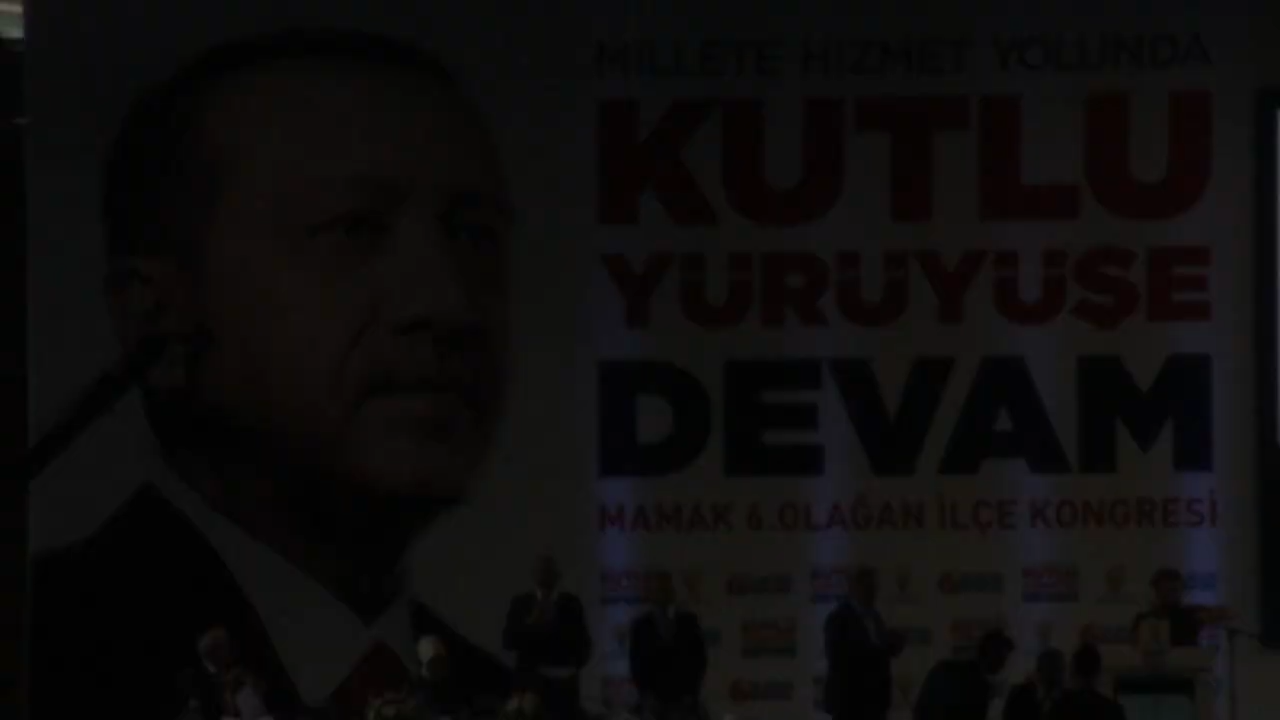 MİLLETE HİZMET YOLUNDA
KUTLU
YÜRÜYÜŞE
DEVAM
MAMAK 6.OLAĞAN İLÇE KONGRESİ